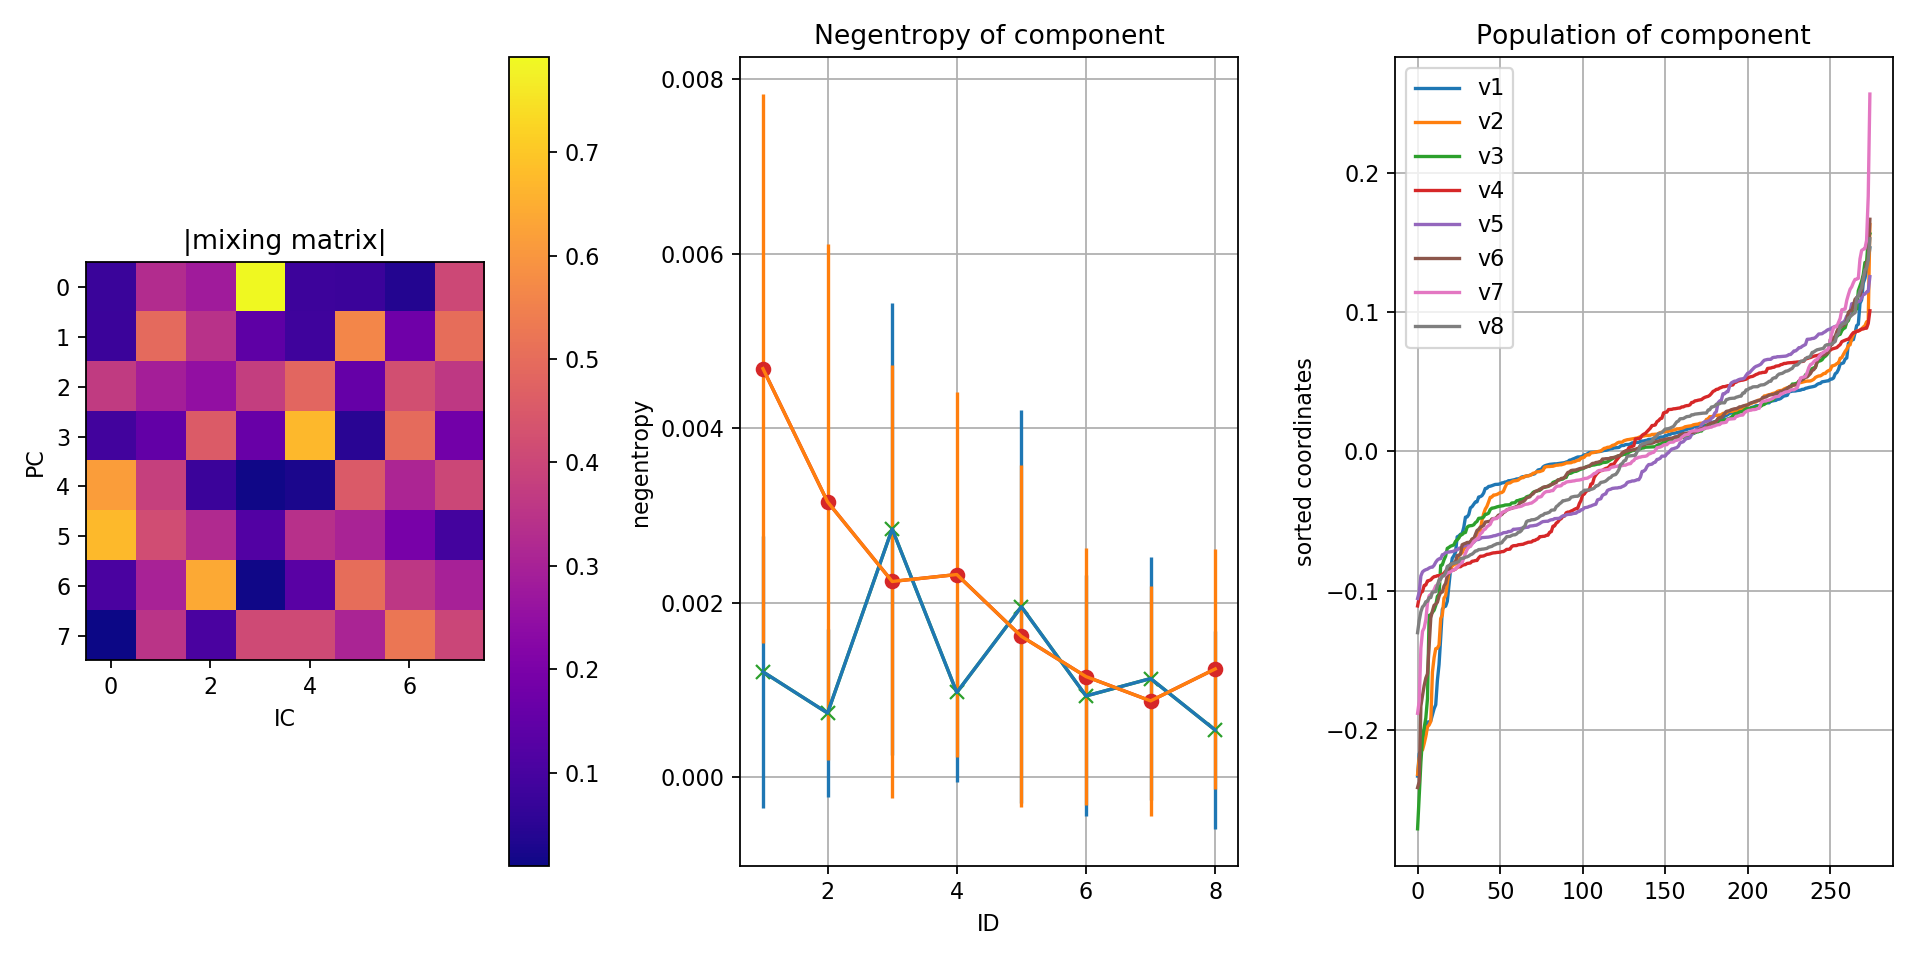 |mixing matrix|
0
1
2
3
4
5
6
7
PC
0 2 4 6
IC
0.7
0.6
0.5
0.4
0.3
0.2
0.1
Negentropy of component
0.008
0.006
0.004
0.002
0.000
negentropy
2 4 6 8
ID
Population of component
v1
v2
v3
v4
v5
v6
v7
v8
0.2
0.1
0.0
−0.1
−0.2
sorted coordinates
0 50 100 150 200 250